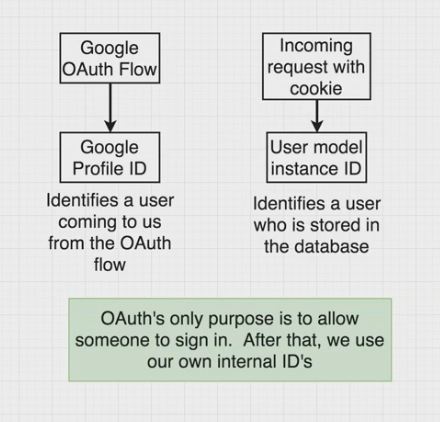 Google
OAuth Flow
Google
Profile ID
Identifies a user
coming to us
from the OAuth
flow
Incoming
request with
cookie
User model
instance ID
Identifies a user
who is stored in
the database
OAuth's only purpose is to allow
someone to sign in.  After that, we use
our own internal ID's